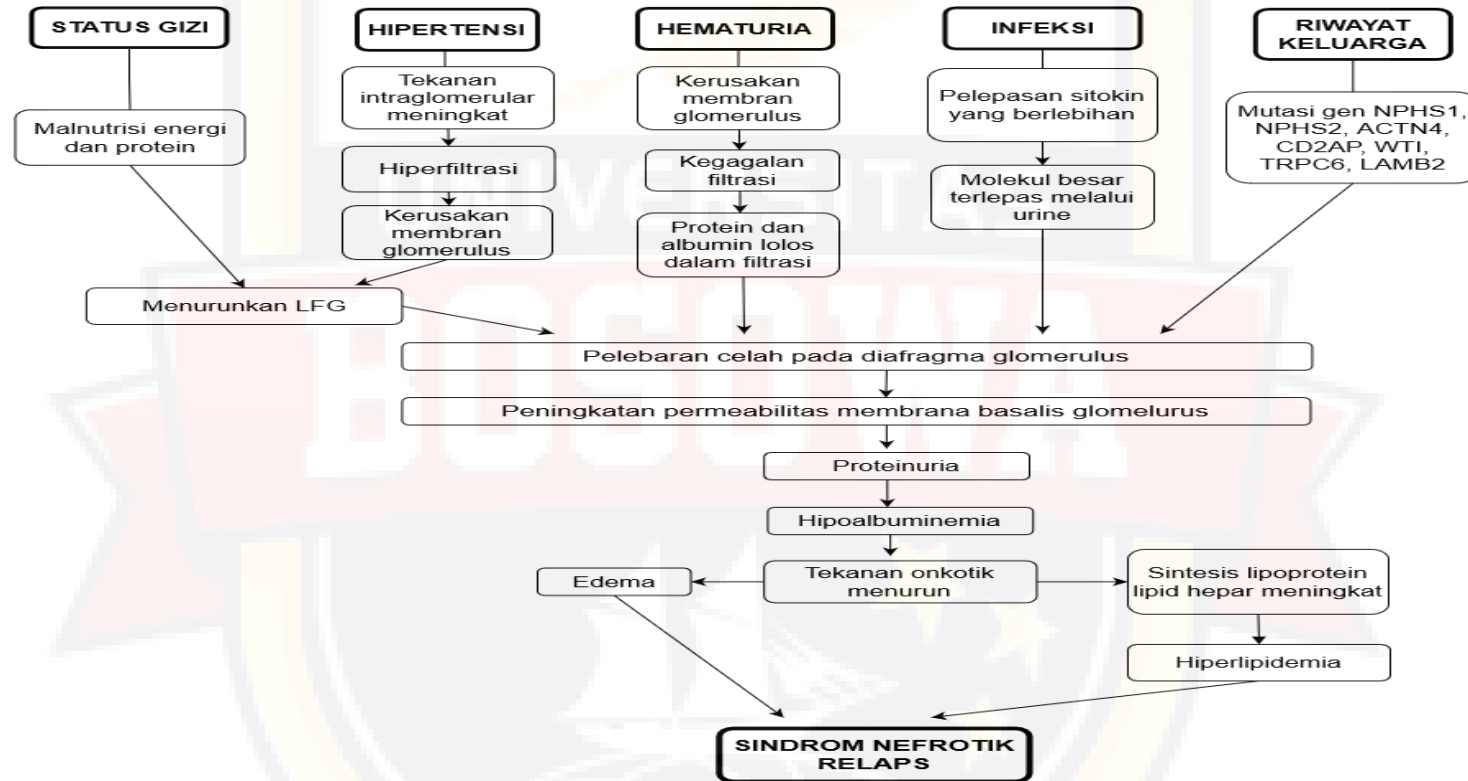 STATUS GIZI
HIPERTENSI
HEMATURIA
INFEKSI
RIWAYAT
KELUARGA
Malnutrisi energi
dan protein
Tekanan
intraglomerular
meningkat
Hiperfiltrasi
Kerusakan
membran
glomerulus
Kerusakan
membran
glomerulus
Kegagalan
filtrasi
Protein dan
albumin lolos
dalam filtrasi
Pelepasan sitokin
yang berlebihan
Molekul besar
terlepas melalui
urine
Mutasi gen NPHS1,
NPHS2, ACTN4,
CD2AP, WTI,
TRPC6, LAMB2
Menurunkan LFG
Pelebaran celah pada diafragma glomerulus
Peningkatan permeabilitas membrana basalis glomelurus
Proteinuria
Hipoalbuminemia
Edema
Tekanan onkotik
menurun
Sintesis lipoprotein
lipid hepar meningkat
Hiperlipidemia
SINDROM NEFROTIK
RELAPS
UNIVERSITAS
BOSOWA